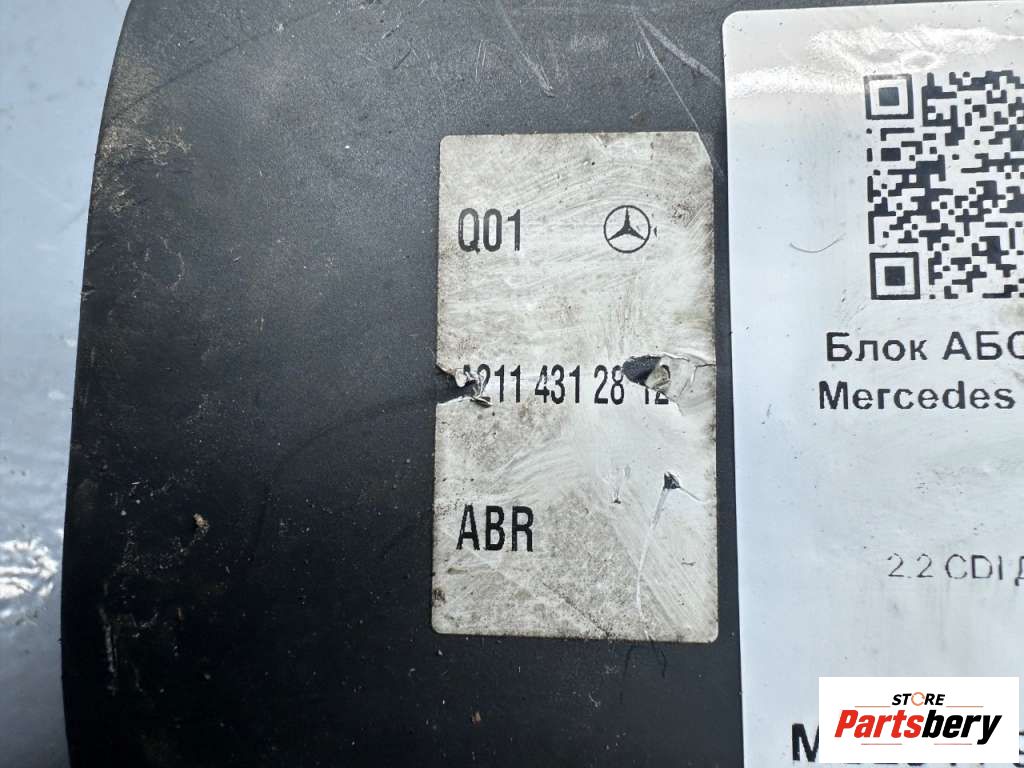 Q01
A211 431 28 12
ABR
Блок АБС
Mercedes
2.2 CDI
STORE
Partsbery